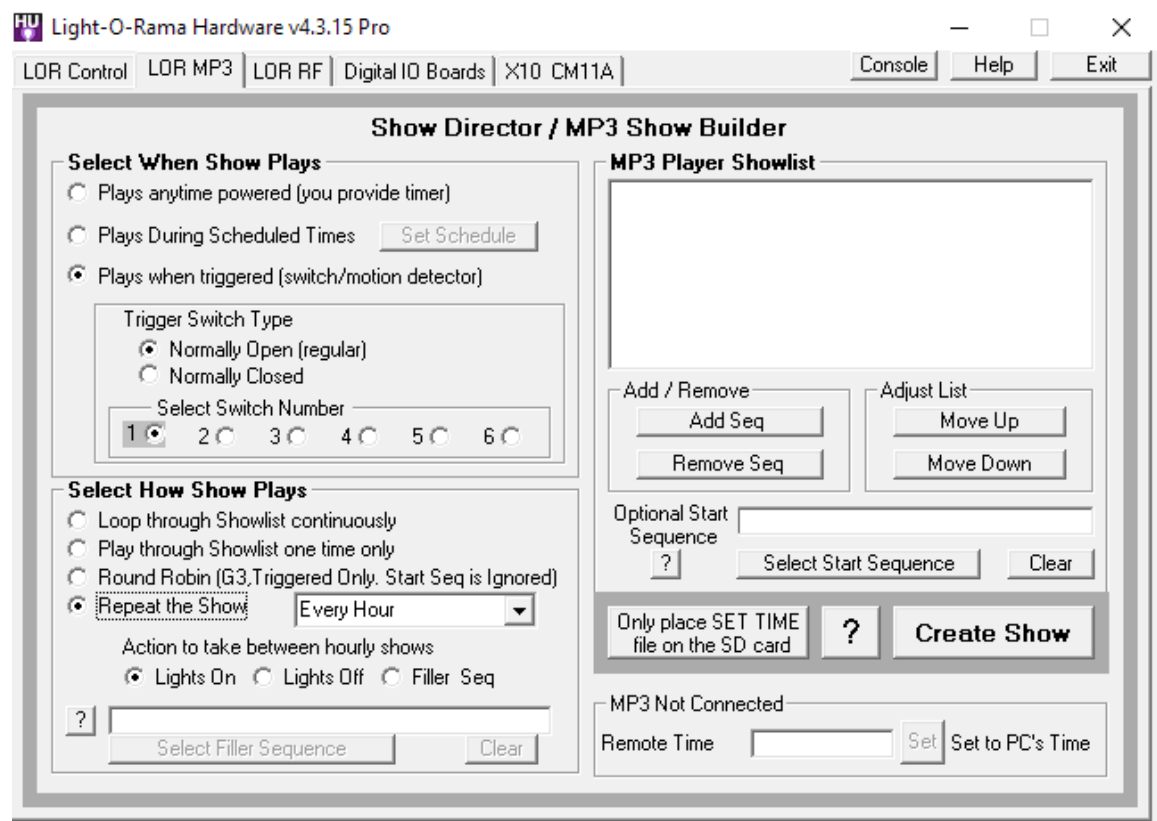 HU Light-O-Rama Hardware v4.3.15 Pro
LOR Control LOR MP3 LOR RF Digital IO Boards X10 CM11A Console Help Exit
Show Director / MP3 Show Builder
Select When Show Plays
Plays anytime powered (you provide timer)
Plays During Scheduled Times Set Schedule
Plays when triggered (switch/motion detector)
Trigger Switch Type
Normally Open (regular)
Normally Closed
Select Switch Number
1 2 3 4 5 6
Select How Show Plays
Loop through Showlist continuously
Play through Showlist one time only
Round Robin (G3,Triggered Only. Start Seq is Ignored)
Repeat the Show Every Hour
Action to take between hourly shows
Lights On Lights Off Filler Seq
?
Select Filler Sequence Clear
MP3 Player Showlist
Add / Remove
Add Seq
Remove Seq
Adjust List
Move Up
Move Down
Optional Start
Sequence
? Select Start Sequence Clear
Only place SET TIME
file on the SD card
? Create Show
MP3 Not Connected
Remote Time Set Set to PC's Time